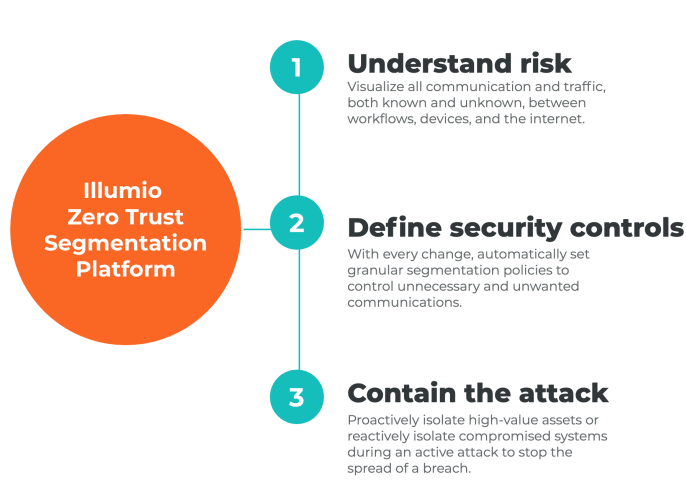 Illumio
Zero Trust
Segmentation
Platform
1
Understand risk
Visualize all communication and traffic,
both known and unknown, between
workflows, devices, and the internet.
2
Define security controls
With every change, automatically set
granular segmentation policies to
control unnecessary and unwanted
communications.
3
Contain the attack
Proactively isolate high-value assets or
reactively isolate compromised systems
during an active attack to stop the
spread of a breach.